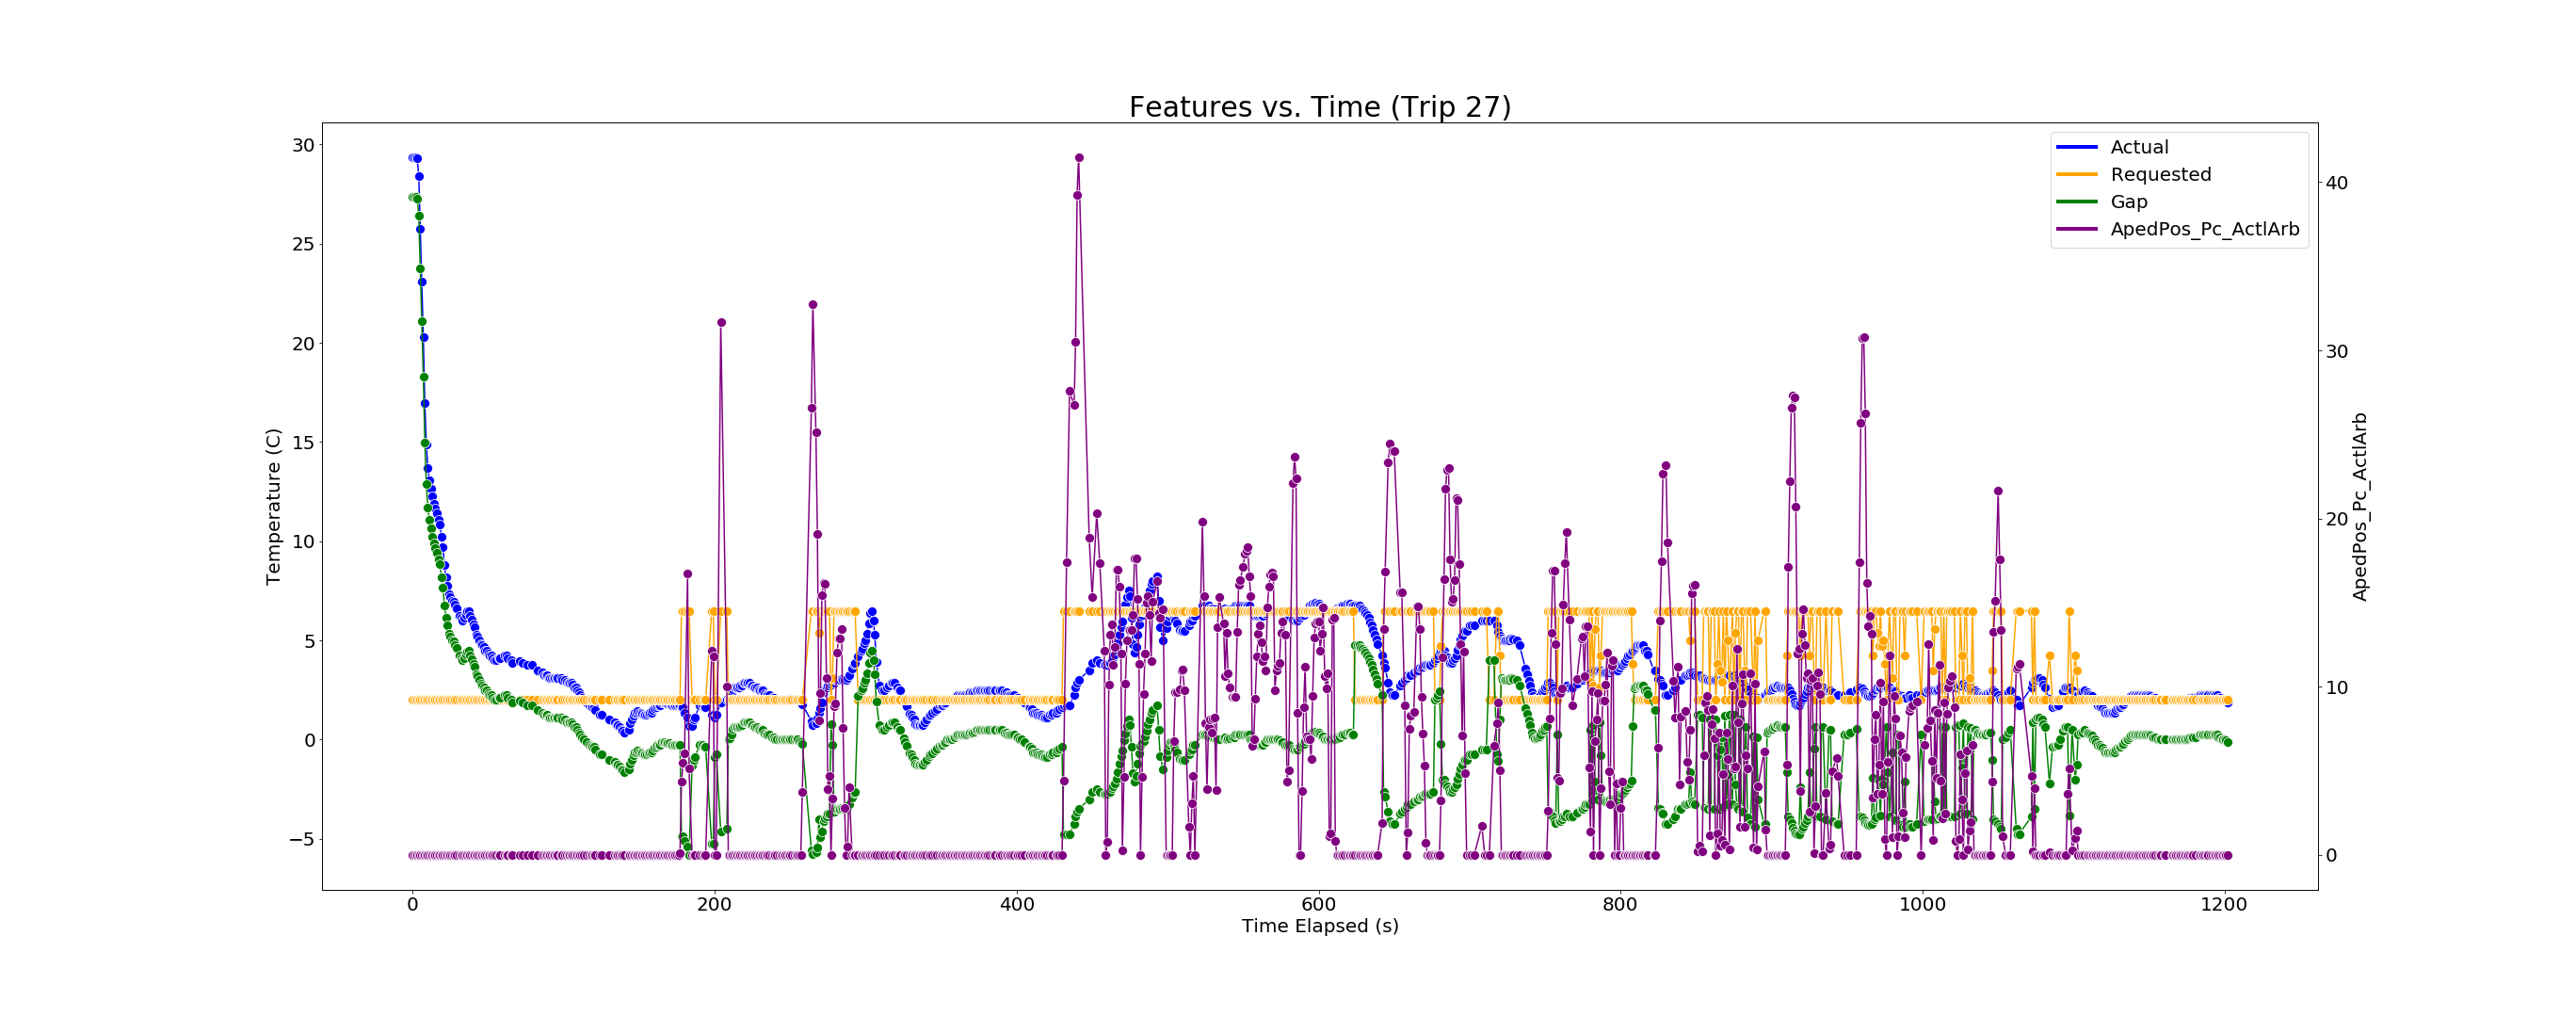 Features vs. Time (Trip 27)
Actual
Requested
Gap
ApedPos_Pc_ActlArb
30
25
20
15
10
5
0
−5
Temperature (C)
40
30
20
10
0
ApedPos_Pc_ActlArb
0 200 400 600 800 1000 1200
Time Elapsed (s)